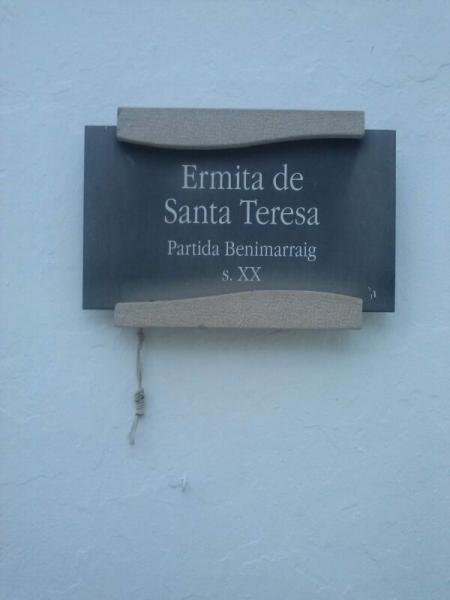 Ermita de
Santa Teresa
Partida Benimarraig
s. XX